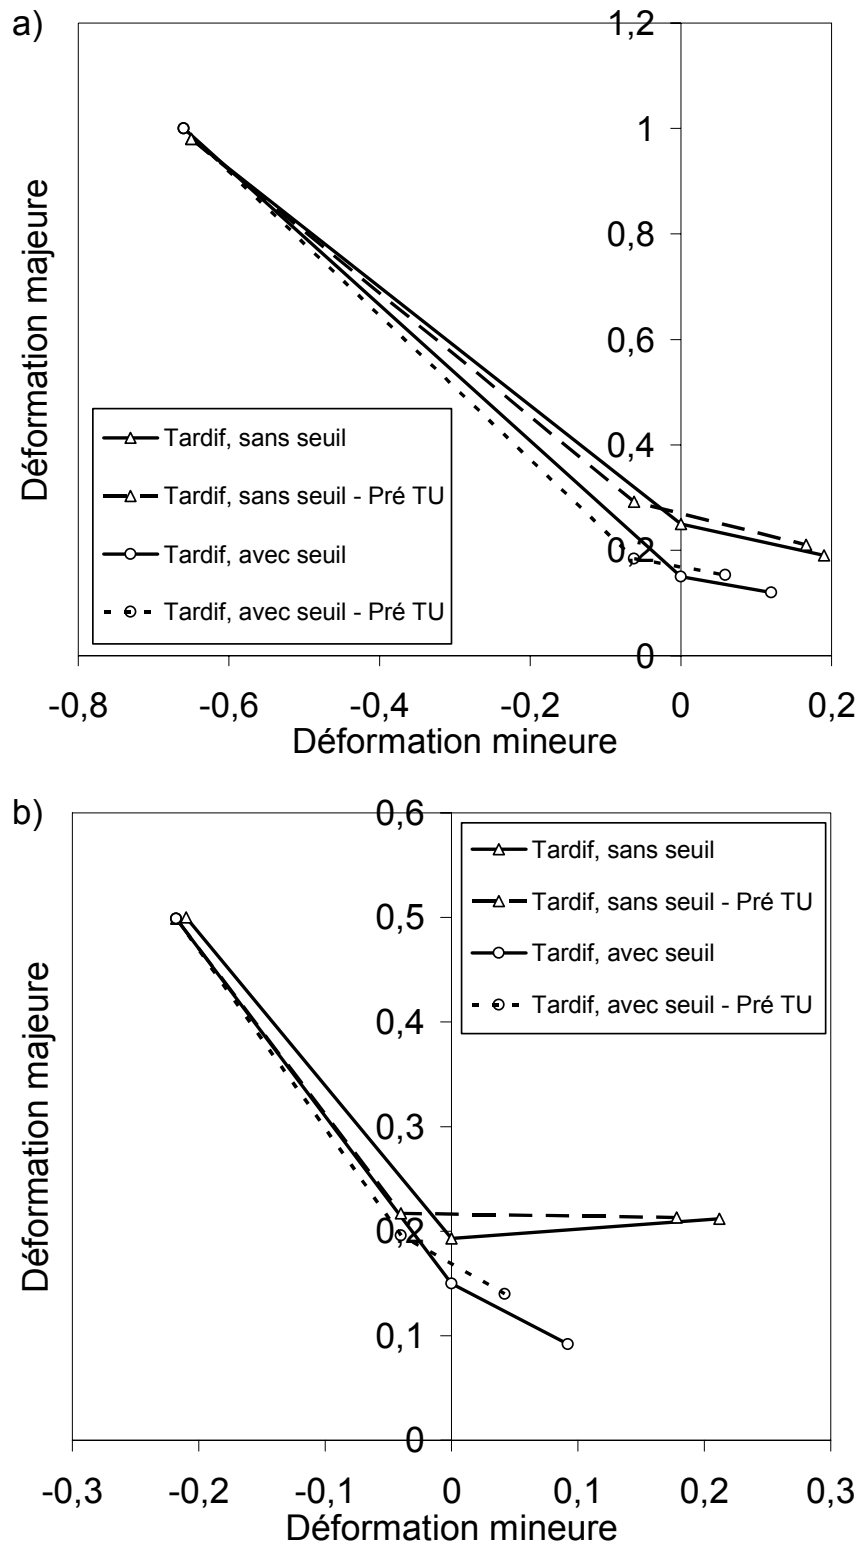 a)
1,2
1
0,8
0,6
0,4
0,2
0
Déformation majeure
Tardif, sans seuil
Tardif, sans seuil - Pré TU
Tardif, avec seuil
Tardif, avec seuil - Pré TU
-0,8 -0,6 -0,4 -0,2 0 0,2
Déformation mineure
b)
0,6
0,5
0,4
0,3
0,2
0,1
0
Déformation majeure
Tardif, sans seuil
Tardif, sans seuil - Pré TU
Tardif, avec seuil
Tardif, avec seuil - Pré TU
-0,3 -0,2 -0,1 0 0,1 0,2 0,3
Déformation mineure